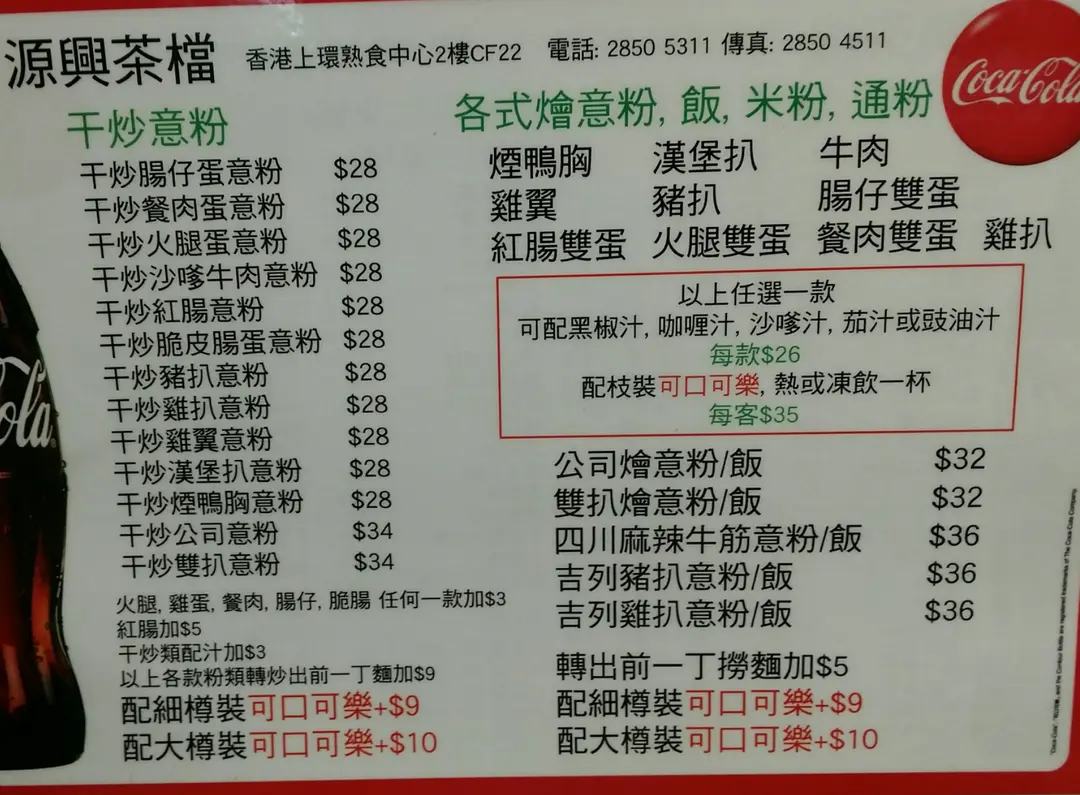 源興茶檔 香港上環熟食中心2樓CF22 電話: 2850 5311 傳真: 2850 4511
Coca-Cola
干炒意粉
干炒腸仔蛋意粉 $28
干炒餐肉蛋意粉 $28
干炒火腿蛋意粉 $28
干炒沙嗲牛肉意粉 $28
干炒紅腸意粉 $28
干炒脆皮腸蛋意粉 $28
干炒豬扒意粉 $28
干炒雞扒意粉 $28
干炒雞翼意粉 $28
干炒漢堡扒意粉 $28
干炒煙鴨胸意粉 $28
干炒公司意粉 $34
干炒雙扒意粉 $34
火腿, 雞蛋, 餐肉, 腸仔, 脆腸 任何一款加$3
紅腸加$5
干炒類配汁加$3
以上各款粉類轉炒出前一丁麵加$9
配細樽裝可口可樂+$9
配大樽裝可口可樂+$10
各式燴意粉, 飯, 米粉, 通粉
煙鴨胸 漢堡扒 牛肉
雞翼 豬扒 腸仔雙蛋
紅腸雙蛋 火腿雙蛋 餐肉雙蛋 雞扒
以上任選一款
可配黑椒汁, 咖喱汁, 沙嗲汁, 茄汁或豉油汁
每款$26
配枝裝可口可樂, 熱或凍飲一杯
每客$35
公司燴意粉/飯 $32
雙扒燴意粉/飯 $32
四川麻辣牛筋意粉/飯 $36
吉列豬扒意粉/飯 $36
吉列雞扒意粉/飯 $36
轉出前一丁撈麵加$5
配細樽裝可口可樂+$9
配大樽裝可口可樂+$10
ola